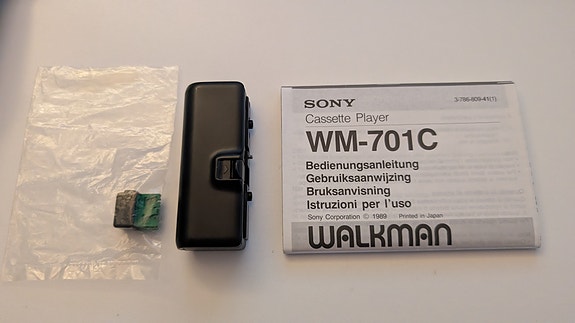 SONY
3-786-809-41(1)
Cassette Player
WM-701C
Bedienungsanleitung
Gebruiksaanwijzing
Bruksanvisning
Istruzioni per l'uso
Sony Corporation © 1989 Printed in Japan
WALKMAN